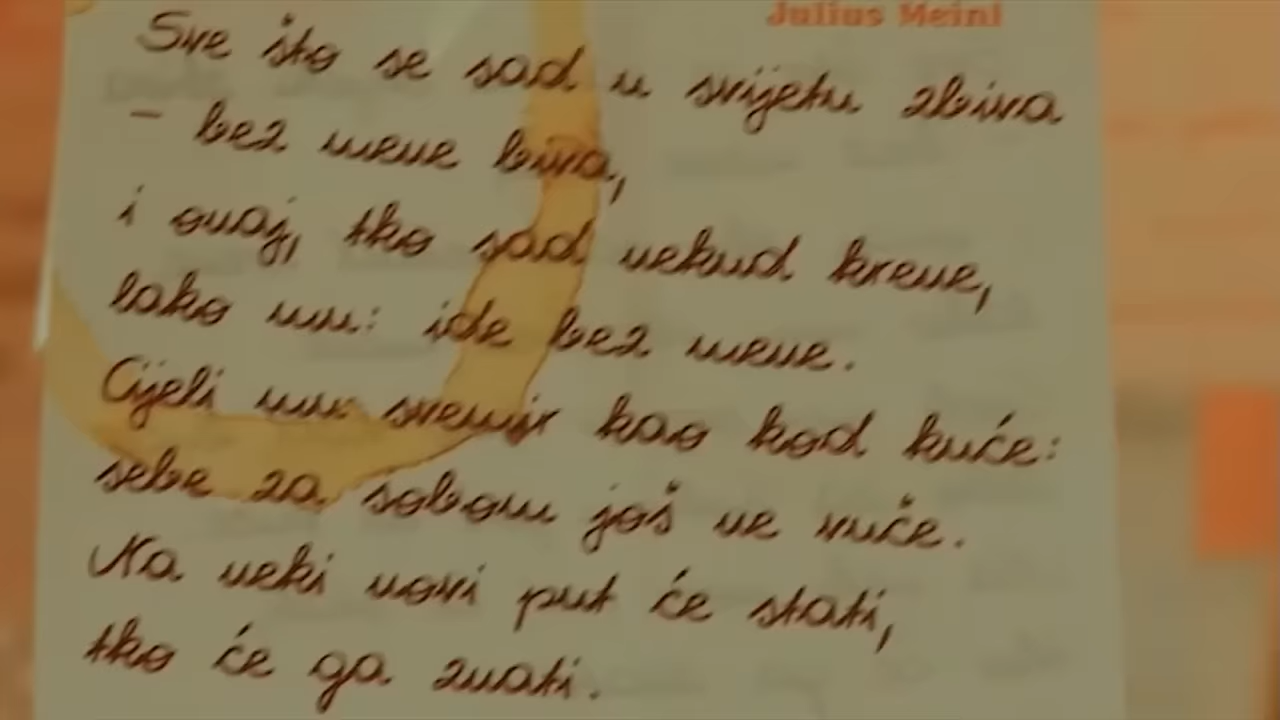 Julius Meinl
Sve što se sad u svijetu zbiva
- bez mene biva,
i onaj, tko sad nekud krene,
lako mu: ide bez mene.
Cijeli mu svemir kao kod kuće:
sebe za sobom još ne vuče.
Na neki novi put će stati,
tko će ga znati.